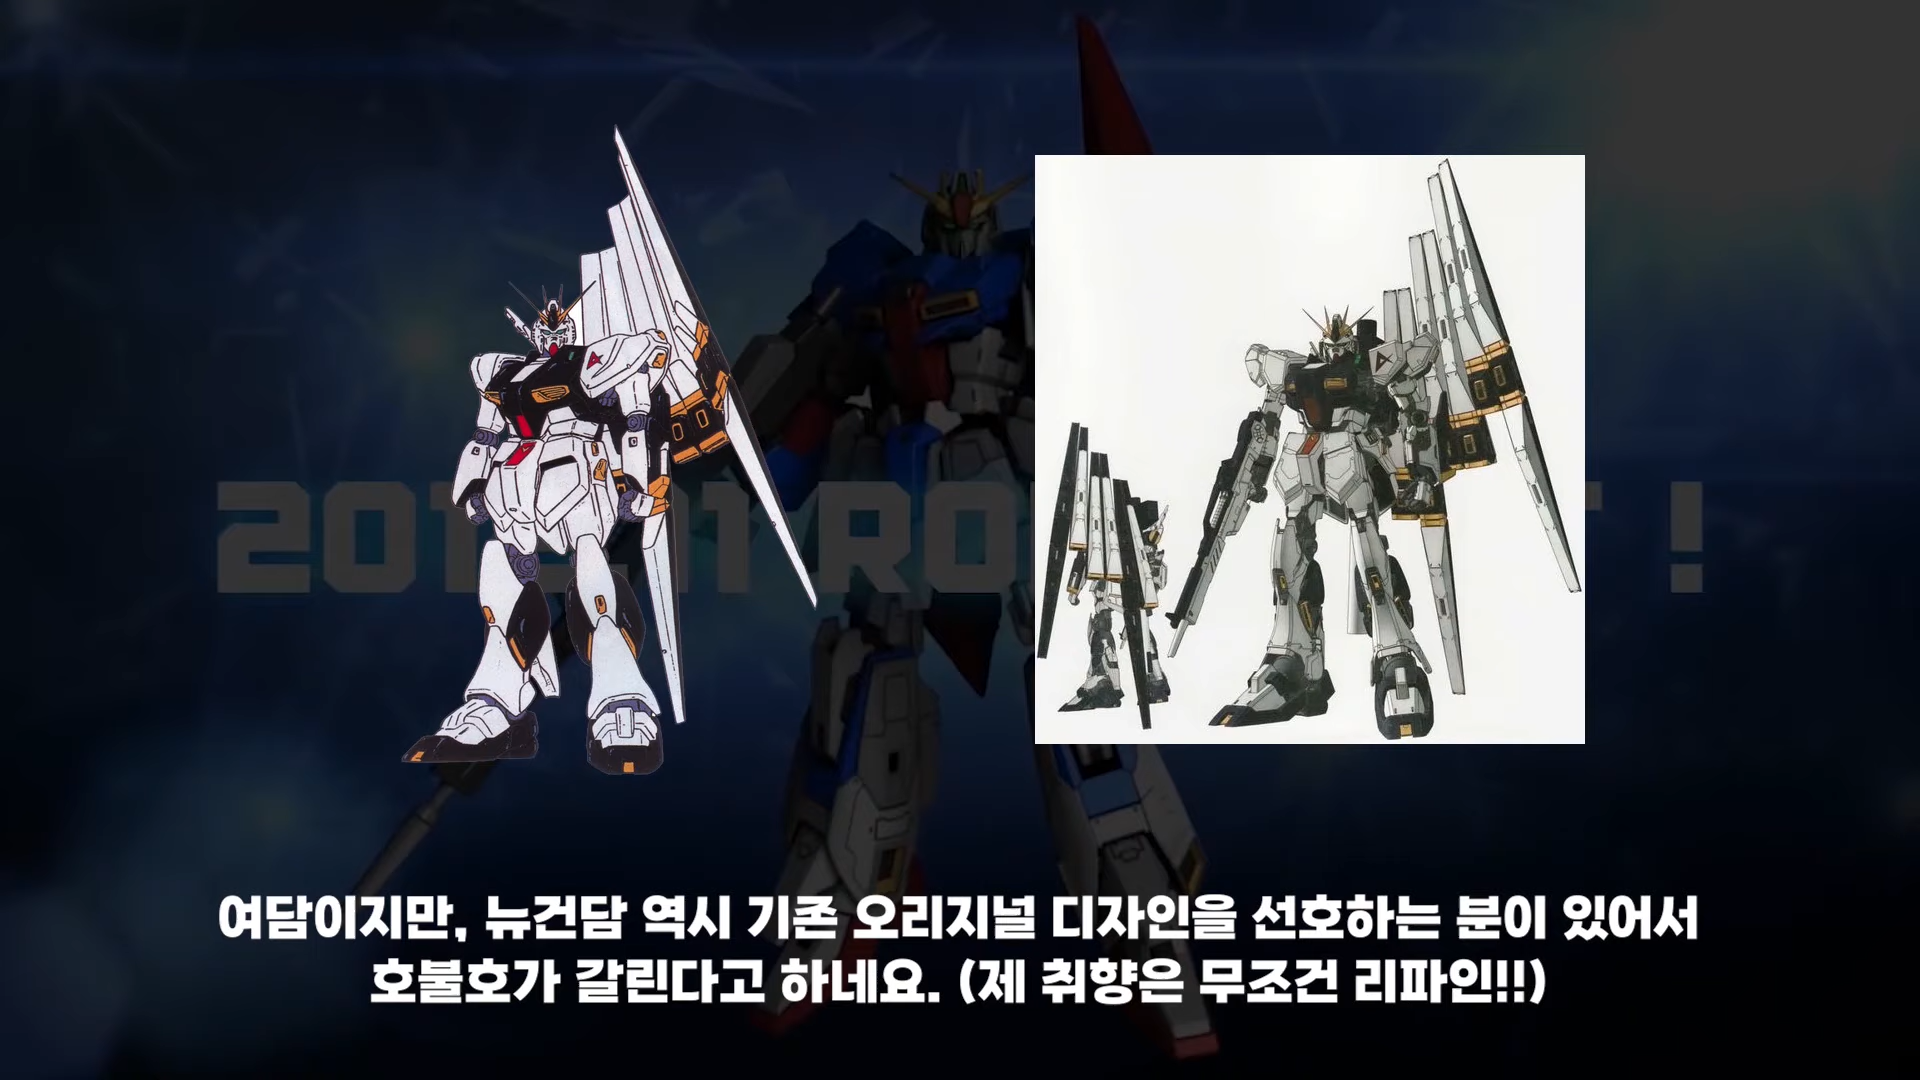 여담이지만, 뉴건담 역시 기존 오리지널 디자인을 선호하는 분이 있어서
호불호가 갈린다고 하네요. (제 취향은 무조건 리파인!!)